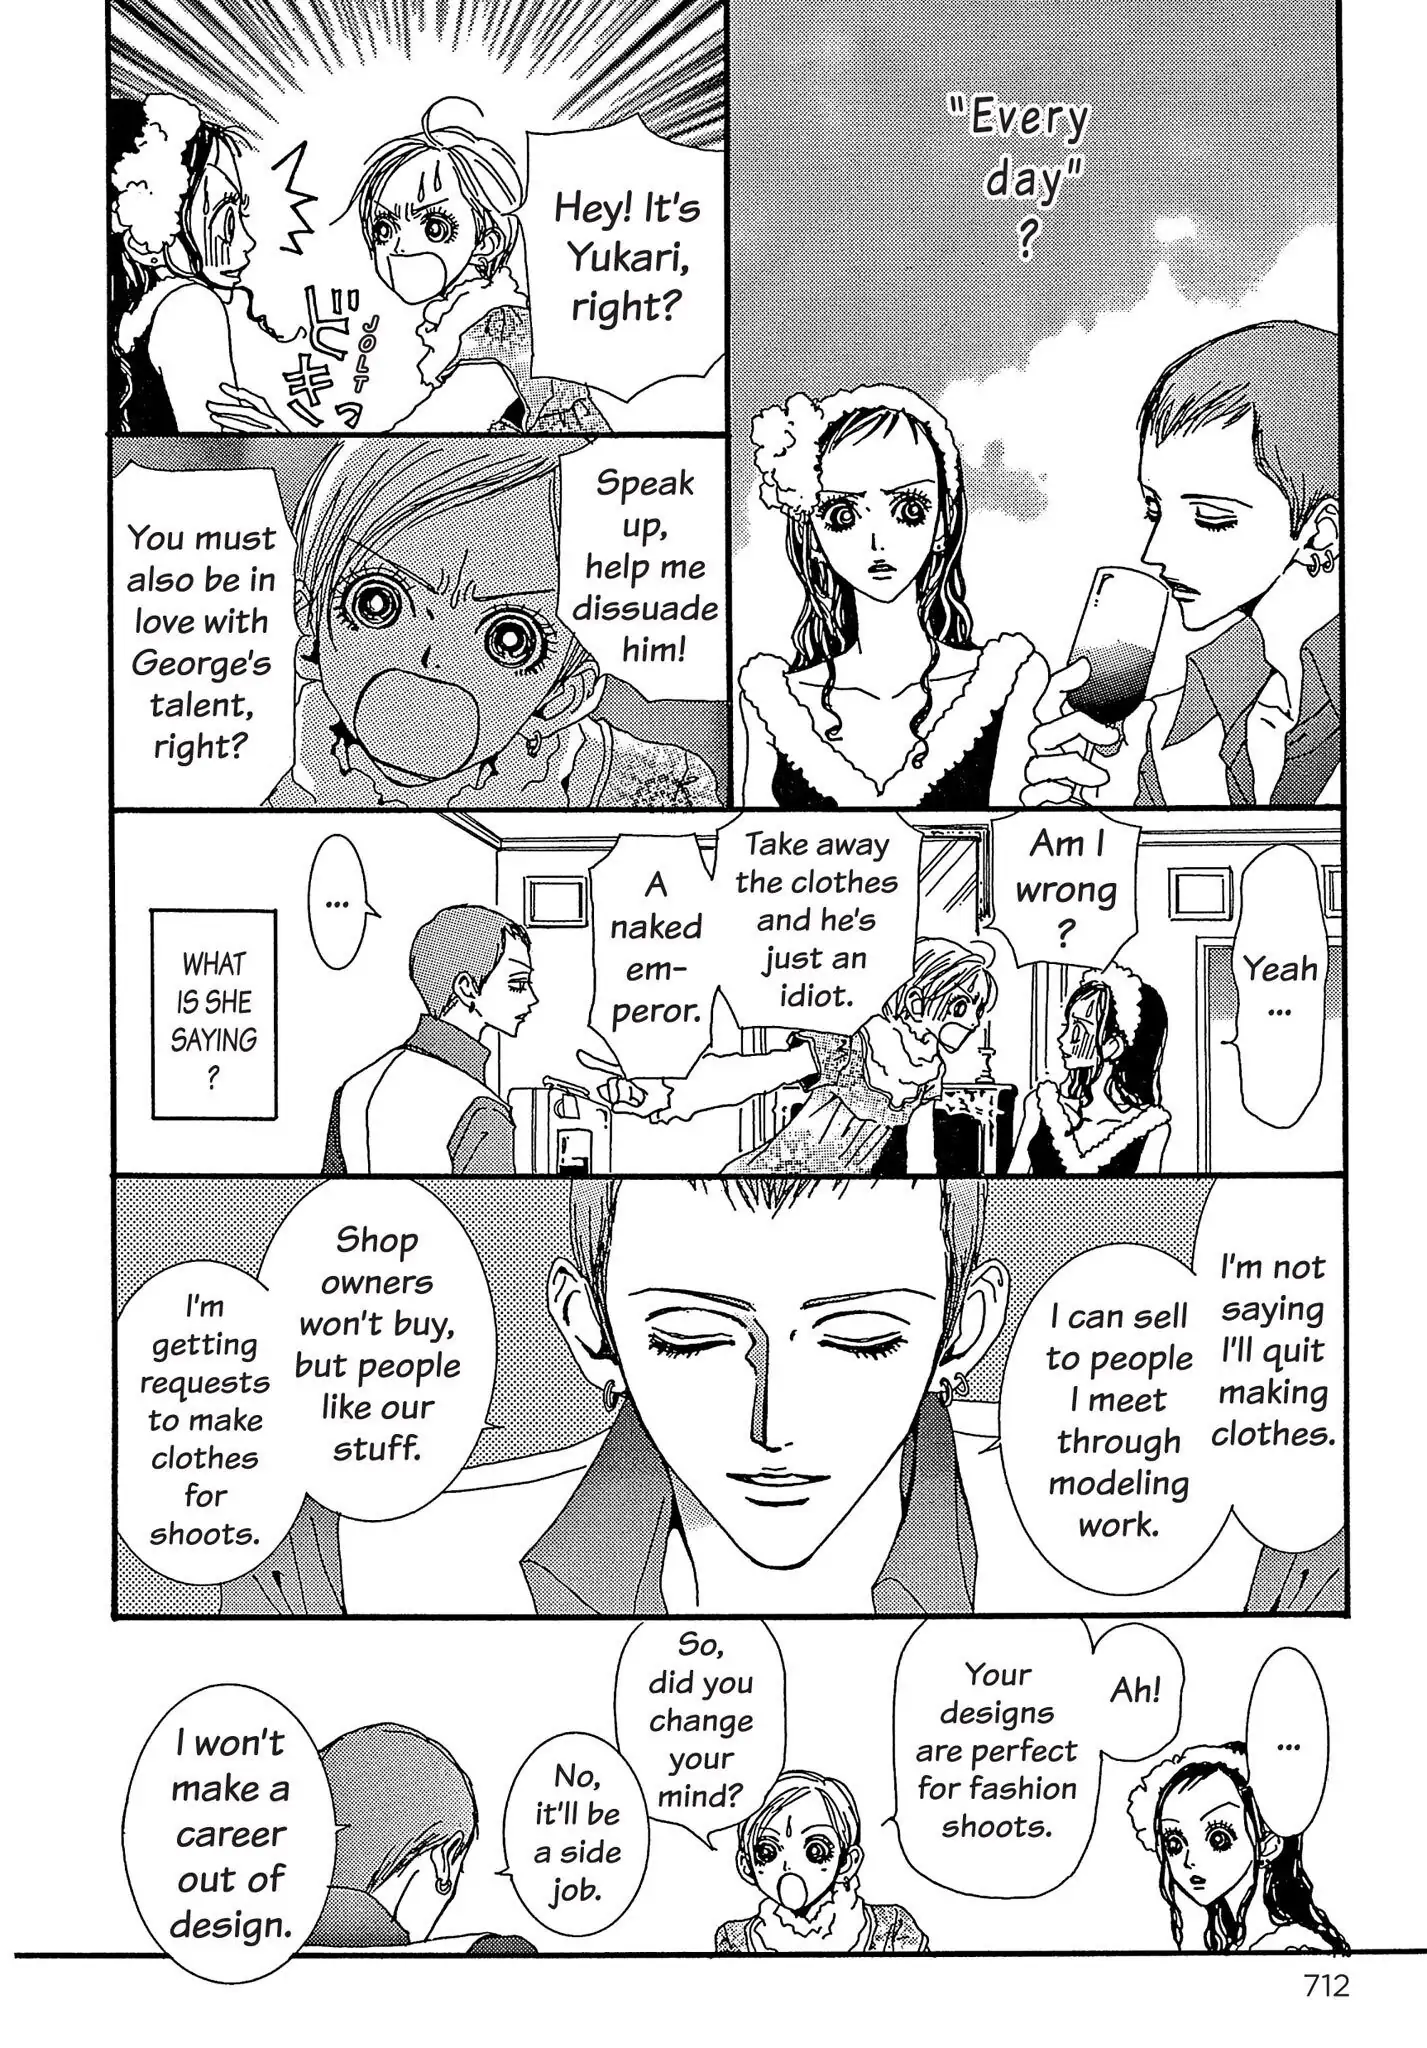 "Every
day"
?
Hey! It's
Yukari,
right?
ドッキンッ
JOLT
Speak
up,
help me
dissuade
him!
You must
also be in
love with
George's
talent,
right?
Yeah
...
Am I
wrong
?
Take away
the clothes
and he's
just an
idiot.
A
naked
em-
peror.
...
WHAT
IS SHE
SAYING
?
I'm not
saying
I'll quit
making
clothes.
I can sell
to people
I meet
through
modeling
work.
Shop
owners
won't buy,
but people
like our
stuff.
I'm
getting
requests
to make
clothes
for
shoots.
...
Ah!
Your
designs
are perfect
for fashion
shoots.
So,
did you
change
your
mind?
No,
it'll be
a side
job.
I won't
make a
career
out of
design.
712